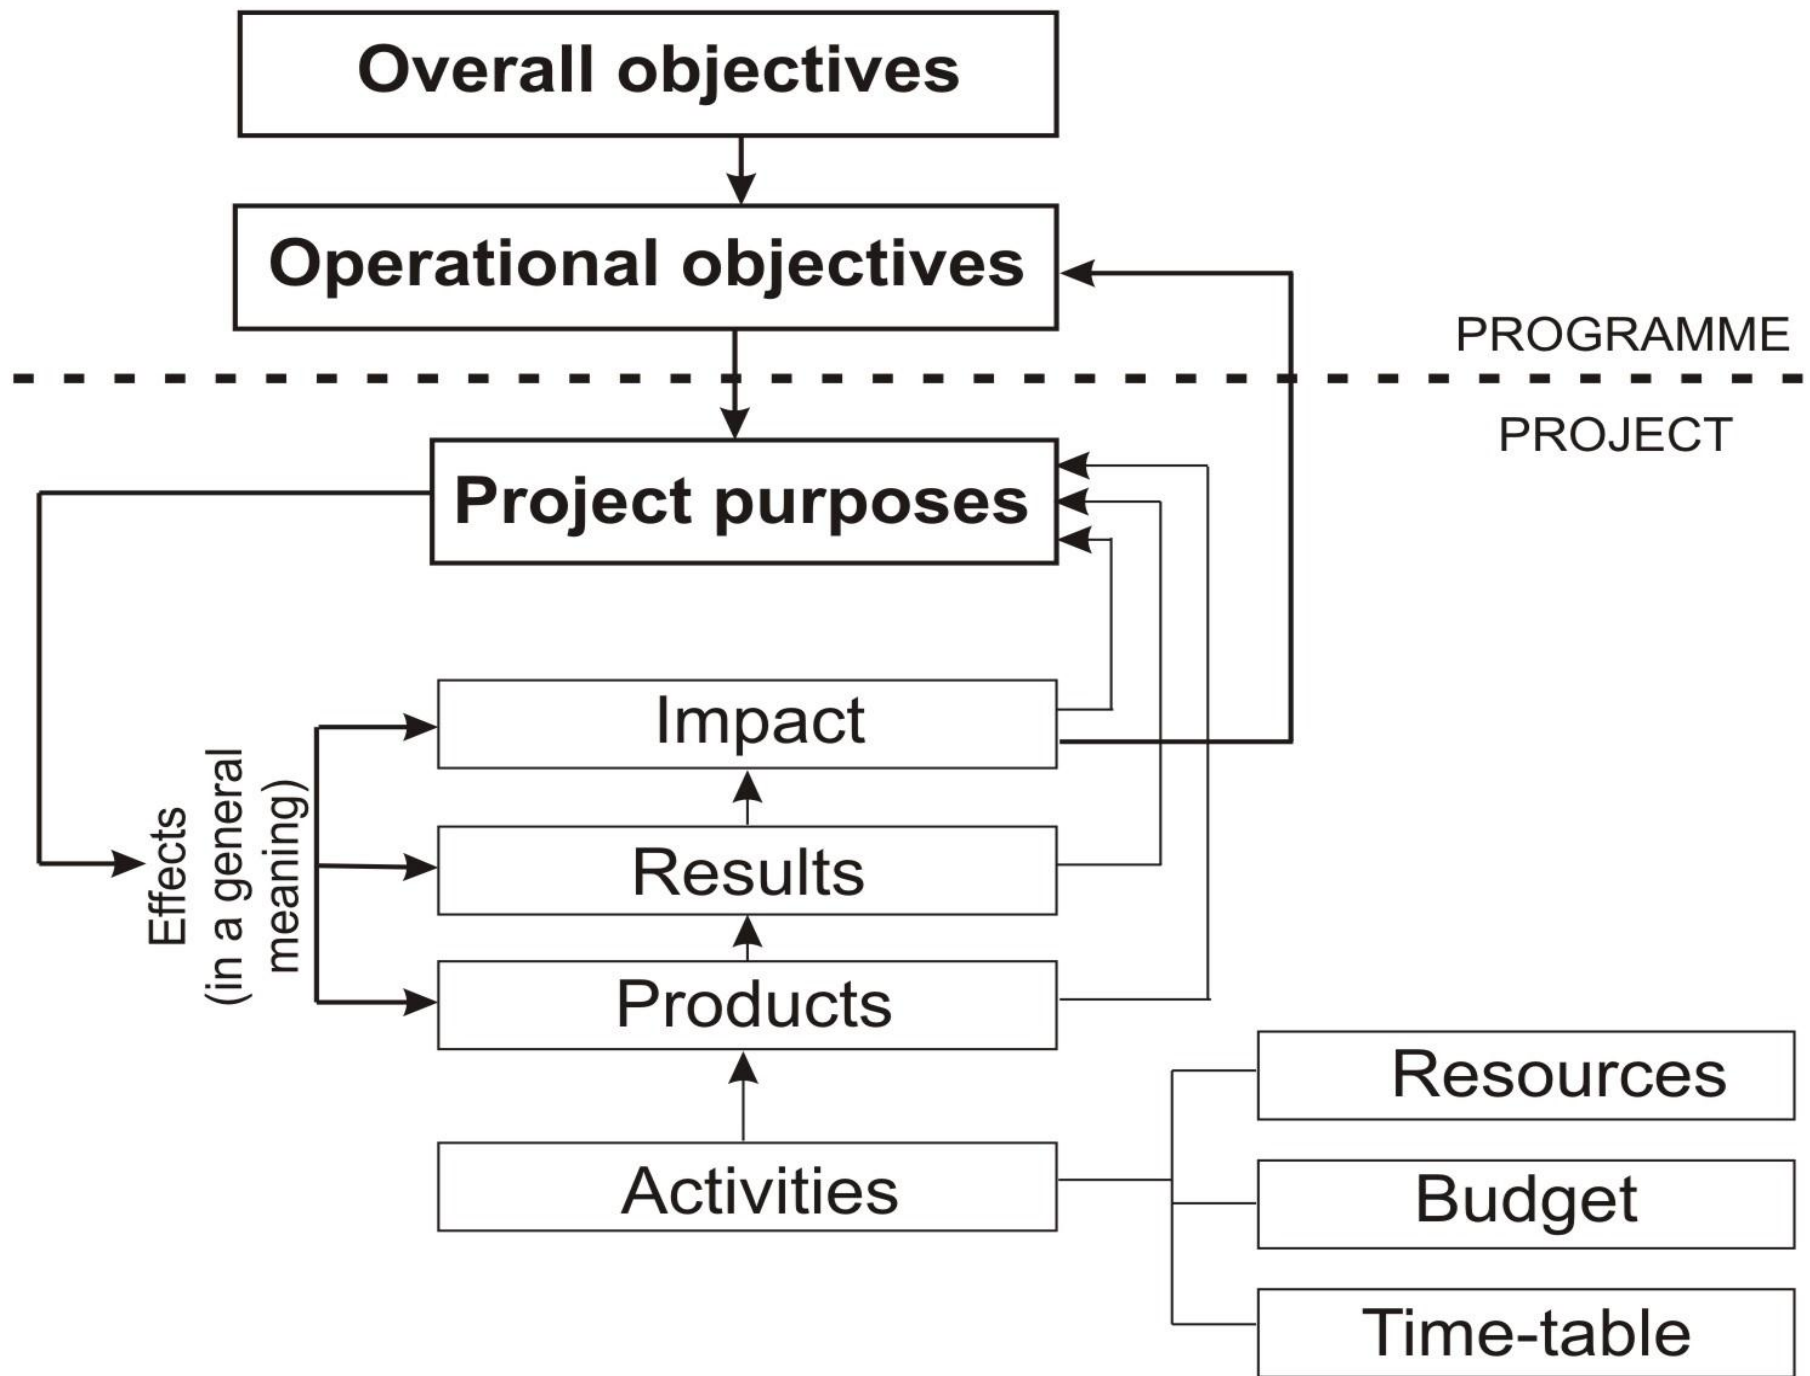 Overall objectives
Operational objectives
PROGRAMME
PROJECT
Project purposes
Impact
Effects
(in a general
meaning)
Results
Products
Resources
Activities
Budget
Time-table